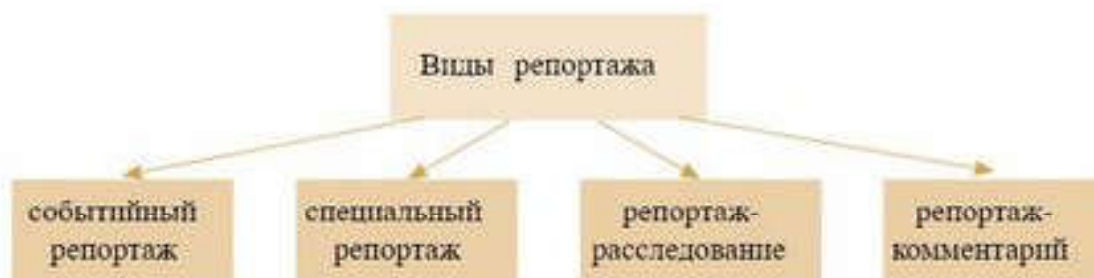 Виды репортажа
событийный
репортаж
специальный
репортаж
репортаж-
расследование
репортаж-
комментарий